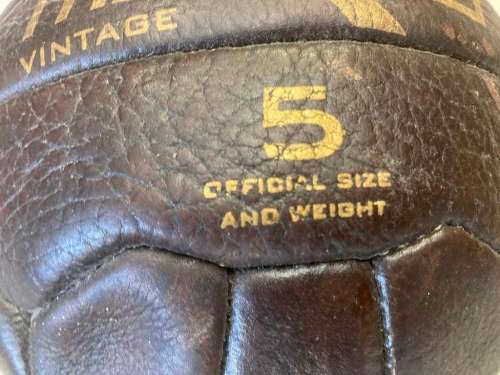 VINTAGE
5
OFFICIAL SIZE
AND WEIGHT